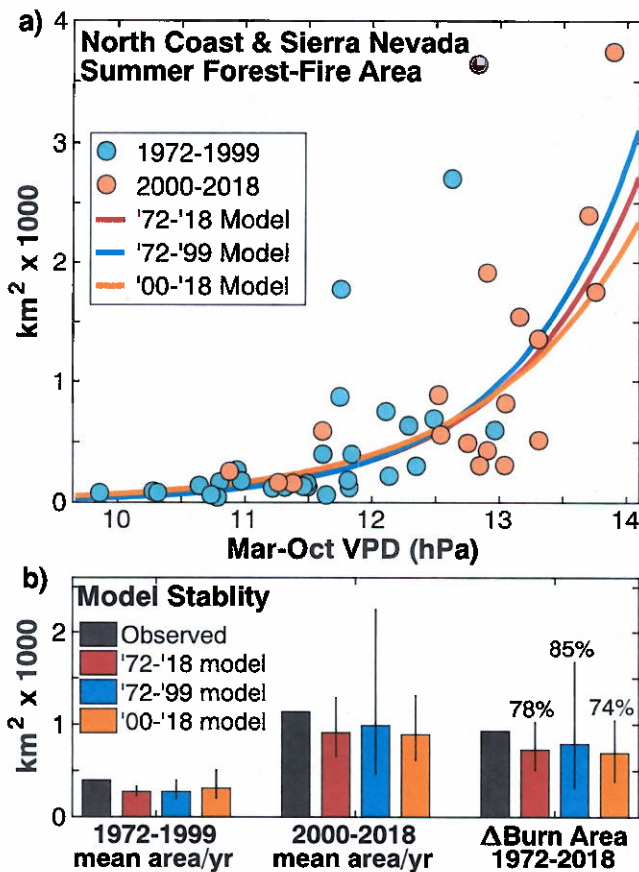 a)
North Coast & Sierra Nevada
Summer Forest-Fire Area
1972-1999
2000-2018
'72-'18 Model
'72-'99 Model
'00-'18 Model
km² x 1000
4
3
2
1
0
10
11
12
13
14
Mar-Oct VPD (hPa)
b)
Model Stablity
Observed
'72-'18 model
'72-'99 model
'00-'18 model
km² x 1000
2
1
0
78%
85%
74%
1972-1999
mean area/yr
2000-2018
mean area/yr
ΔBurn Area
1972-2018